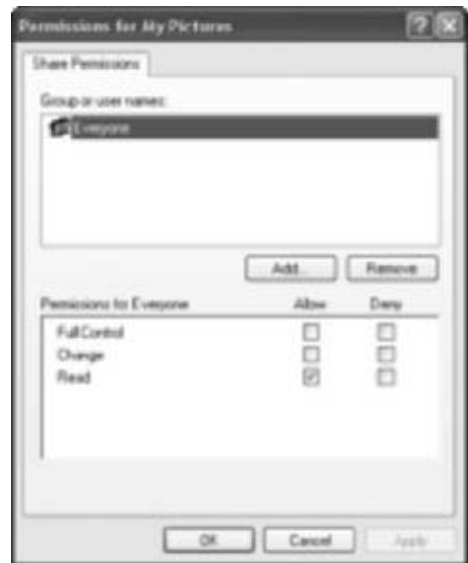 Permissions for My Pictures
Share Permissions
Group or user names:
Everyone
Add... Remove
Permissions for Everyone Allow Deny
Full Control
Change
Read
OK Cancel Apply